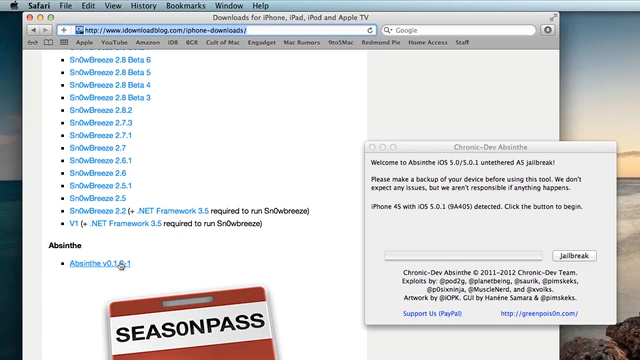 Safari File Edit View History Bookmarks Window Help
Downloads for iPhone, iPad, iPod and Apple TV
http://www.idownloadblog.com/iphone-downloads/
Google
Apple Yahoo! Amazon iDB BGR Cult of Mac Engadget Macworld Mac Rumors 9to5Mac Redmond Pie Home Depot
Sn0wBreeze 2.8 Beta 6
Sn0wBreeze 2.8 Beta 5
Sn0wBreeze 2.8 Beta 4
Sn0wBreeze 2.8 Beta 3
Sn0wBreeze 2.8.2
Sn0wBreeze 2.7.3
Sn0wBreeze 2.7.1
Sn0wBreeze 2.7
Sn0wBreeze 2.6.1
Sn0wBreeze 2.6
Sn0wBreeze 2.5.1
Sn0wBreeze 2.5
Sn0wBreeze 2.2 (+ .NET Framework 3.5 required to run Sn0wbreeze)
V1 (+ .NET Framework 3.5 required to run Sn0wbreeze)
Absinthe
Absinthe
SEAS0NPASS
Chronic-Dev Absinthe
Welcome to Absinthe iOS 5.0/5.0.1 untethered A5 jailbreak!
Please make a backup of your device before using this tool. We don't
expect any issues, but we aren't responsible if anything happens.
iPhone 4S with iOS 5.0.1 (9A405) detected. Click the button to begin.
Jailbreak
Chronic-Dev Absinthe © 2011-2012 Chronic-Dev Team.
Exploits by: @pod2g, @planetbeing, @saurik, @pimskeks,
@p0sixninja, @MuscleNerd, and @xvolks.
Artwork by @iOPK. GUI by Hanéne Samara & @pimskeks.
Support Us (PayPal) http://greenpois0n.com/